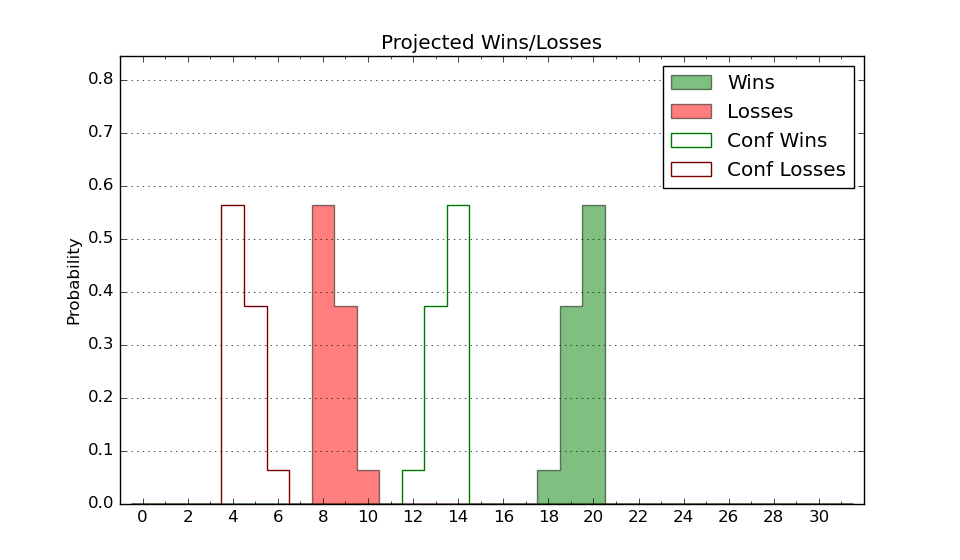 Projected Wins/Losses
Probability
0.8
0.7
0.6
0.5
0.4
0.3
0.2
0.1
0.0
Wins
Losses
Conf Wins
Conf Losses
0 2 4 6 8 10 12 14 16 18 20 22 24 26 28 30